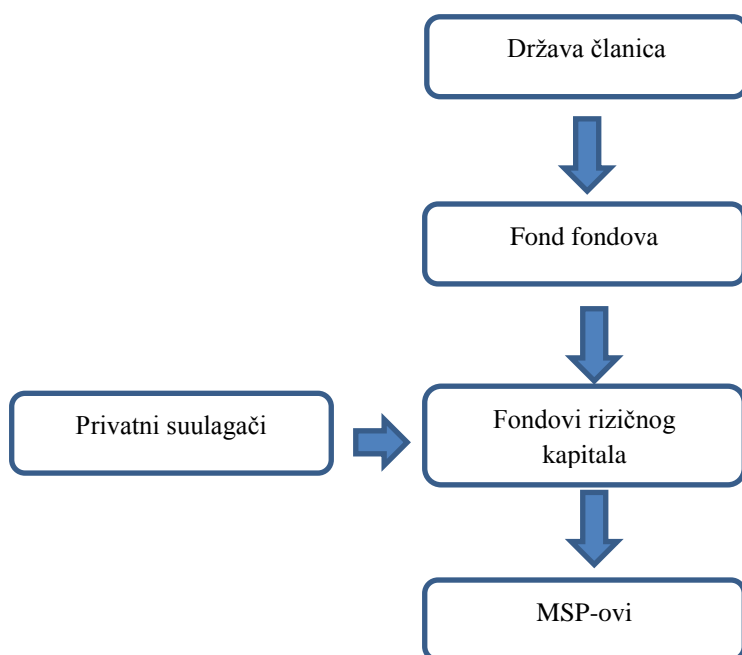 Država članica
Fond fondova
Privatni suulagači
Fondovi rizičnog
kapitala
MSP-ovi